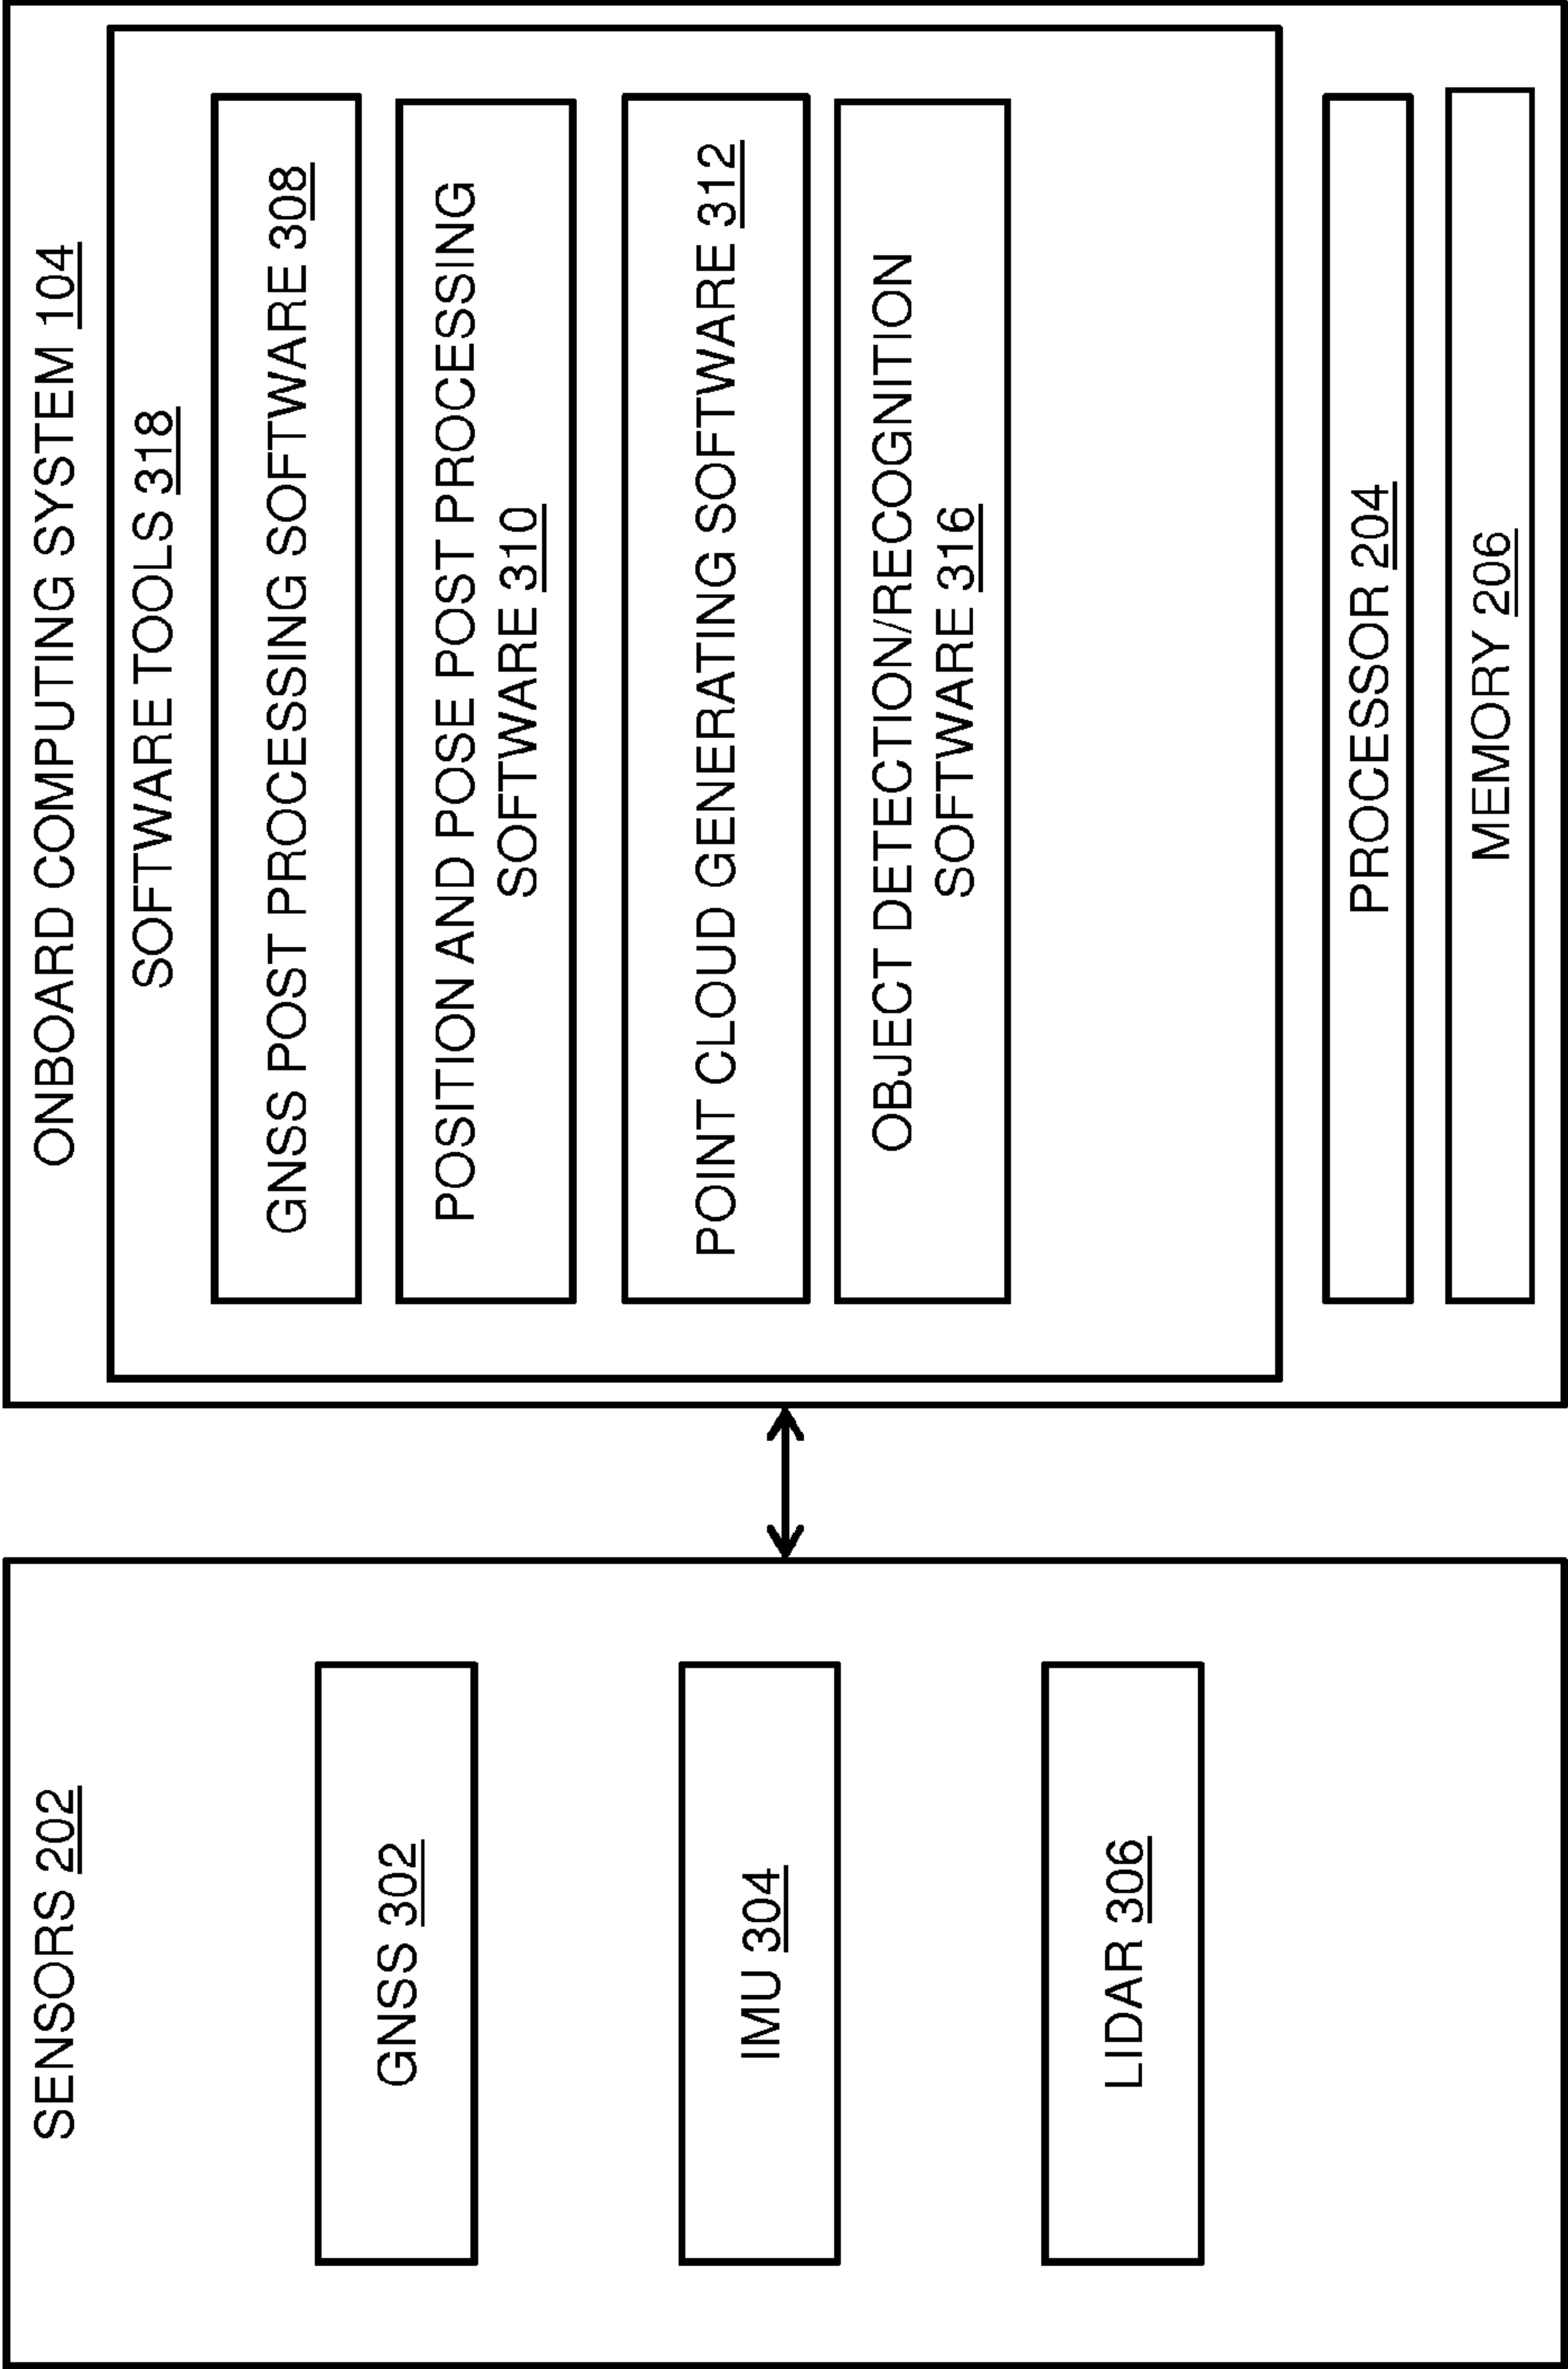 SENSORS 202
GNSS 302
IMU 304
LIDAR 306
ONBOARD COMPUTING SYSTEM 104
SOFTWARE TOOLS 318
GNSS POST PROCESSING SOFTWARE 308
POSITION AND POSE POST PROCESSING
SOFTWARE 310
POINT CLOUD GENERATING SOFTWARE 312
OBJECT DETECTION/RECOGNITION
SOFTWARE 316
PROCESSOR 204
MEMORY 206